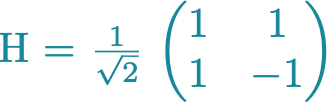 H = 1/√2 ( 1 1
1 −1 )